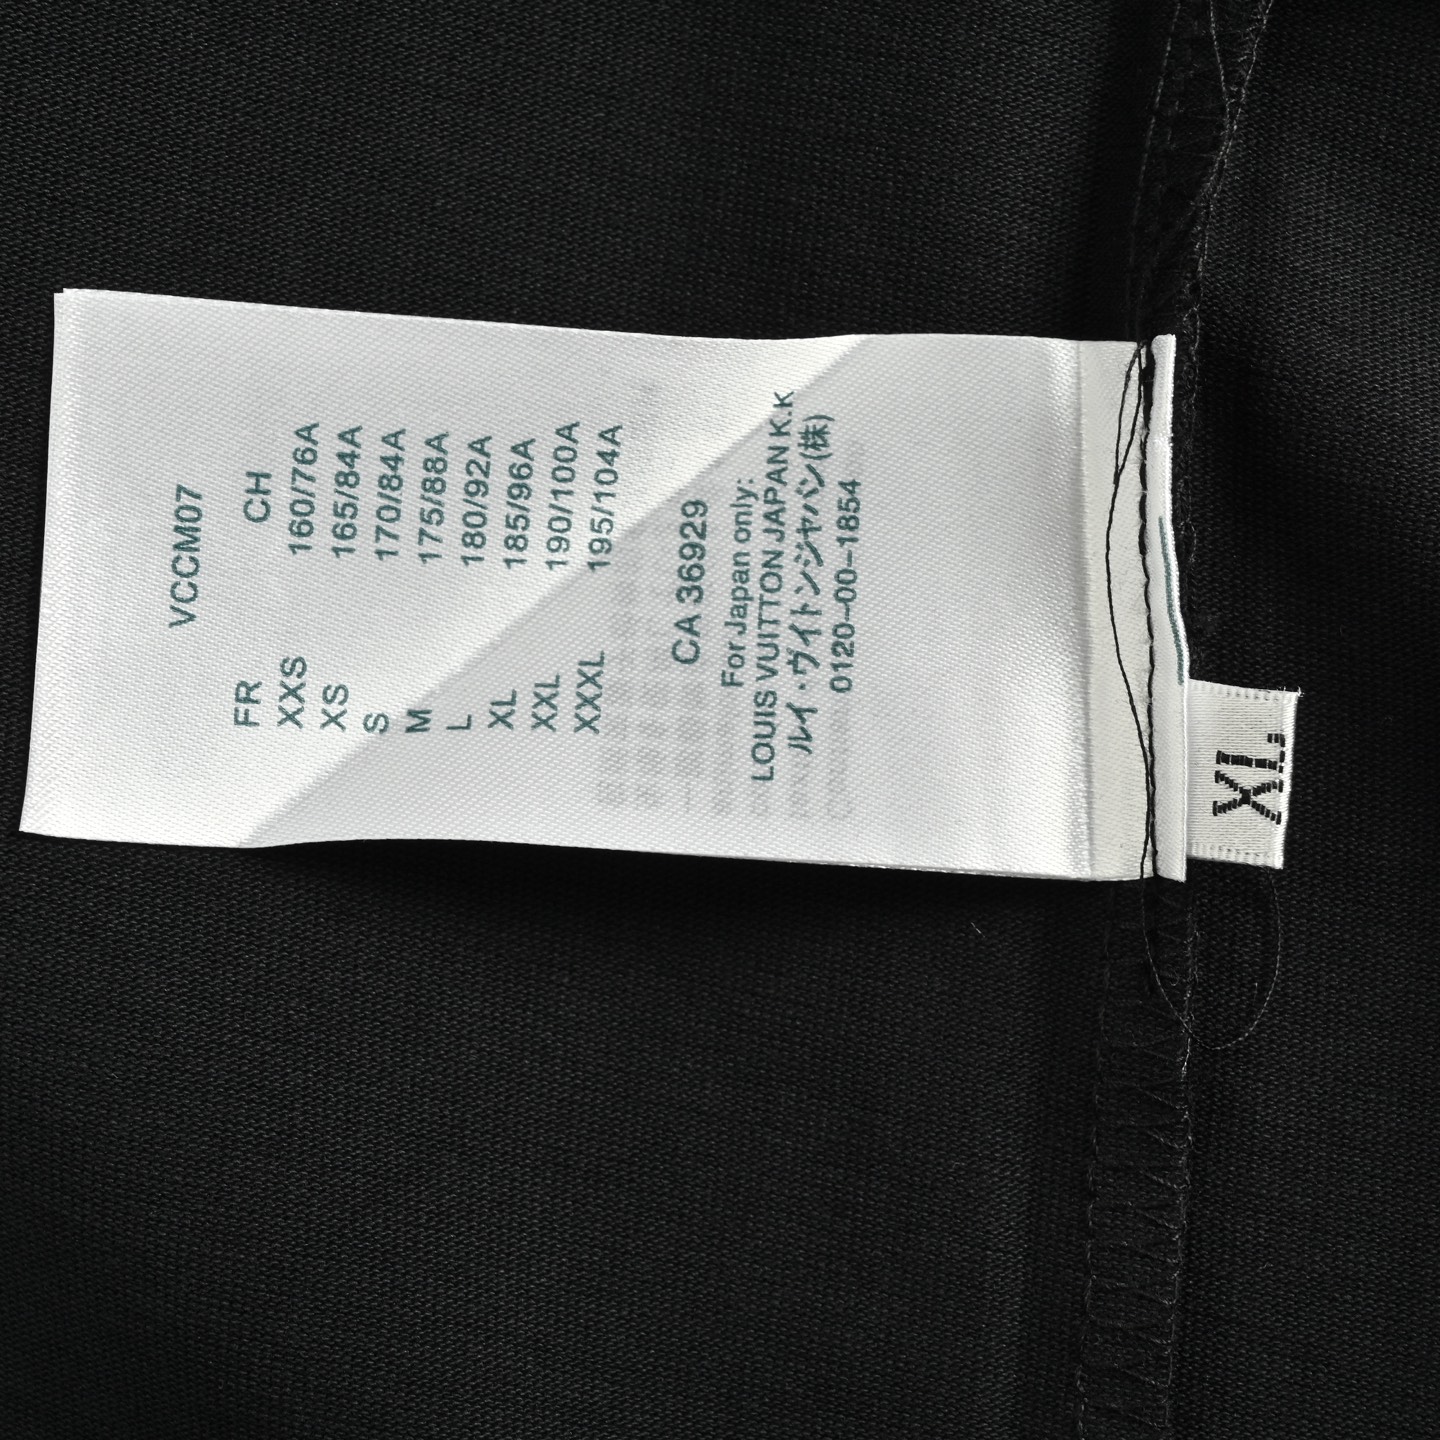 VCCM07
FR CH
XXS 160/76A
XS 165/84A
S 170/84A
M 175/88A
L 180/92A
XL 185/96A
XXL 190/100A
XXXL 195/104A
CA 36929
For Japan only:
LOUIS VUITTON JAPAN K.K
ルイ・ヴイトンジャパン(株)
0120-00-1854
XL